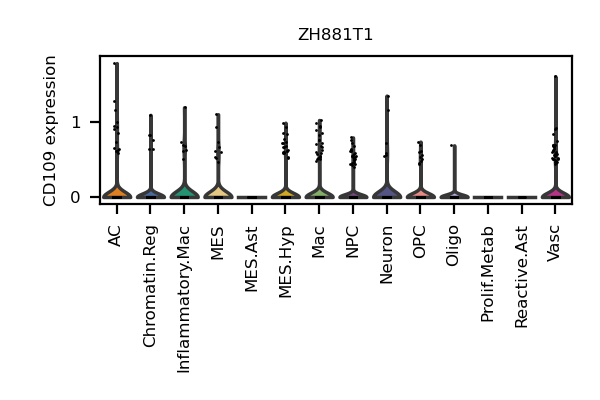 ZH881T1
CD109 expression
1
0
AC
Chromatin.Reg
Inflammatory.Mac
MES
MES.Ast
MES.Hyp
Mac
NPC
Neuron
OPC
Oligo
Prolif.Metab
Reactive.Ast
Vasc